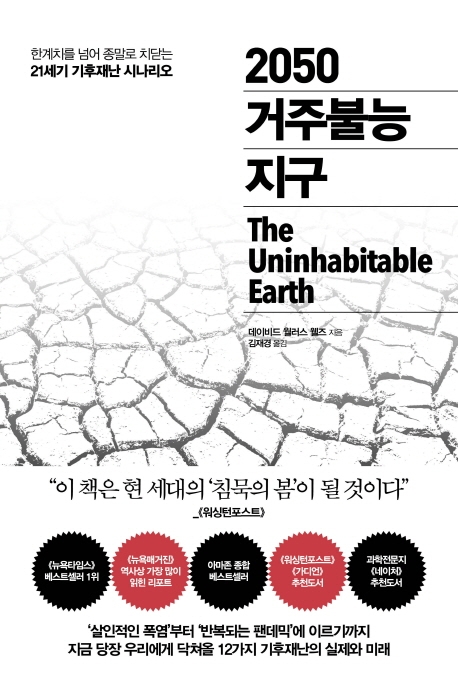 한계치를 넘어 종말로 치닫는
21세기 기후재난 시나리오
2050
거주불능
지구
The
Uninhabitable
Earth
데이비드 월러스 웰즈 지음
김재경 옮김
“이 책은 현 세대의 ‘침묵의 봄’이 될 것이다”
_《워싱턴포스트》
《뉴욕타임스》
베스트셀러 1위
《뉴욕매거진》
역사상 가장 많이
읽힌 리포트
아마존 종합
베스트셀러
《워싱턴포스트》
《가디언》
추천도서
과학전문지
《네이처》
추천도서
‘살인적인 폭염’부터 ‘반복되는 팬데믹’에 이르기까지
지금 당장 우리에게 닥쳐올 12가지 기후재난의 실제와 미래